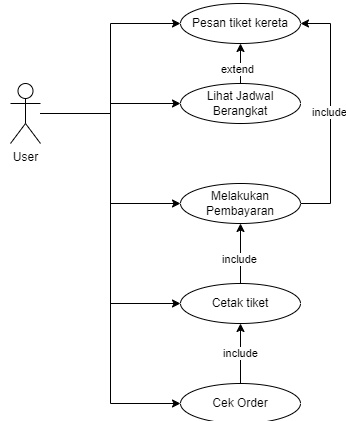 Pesan tiket kereta
extend
Lihat Jadwal
Berangkat
include
User
Melakukan
Pembayaran
include
Cetak tiket
include
Cek Order